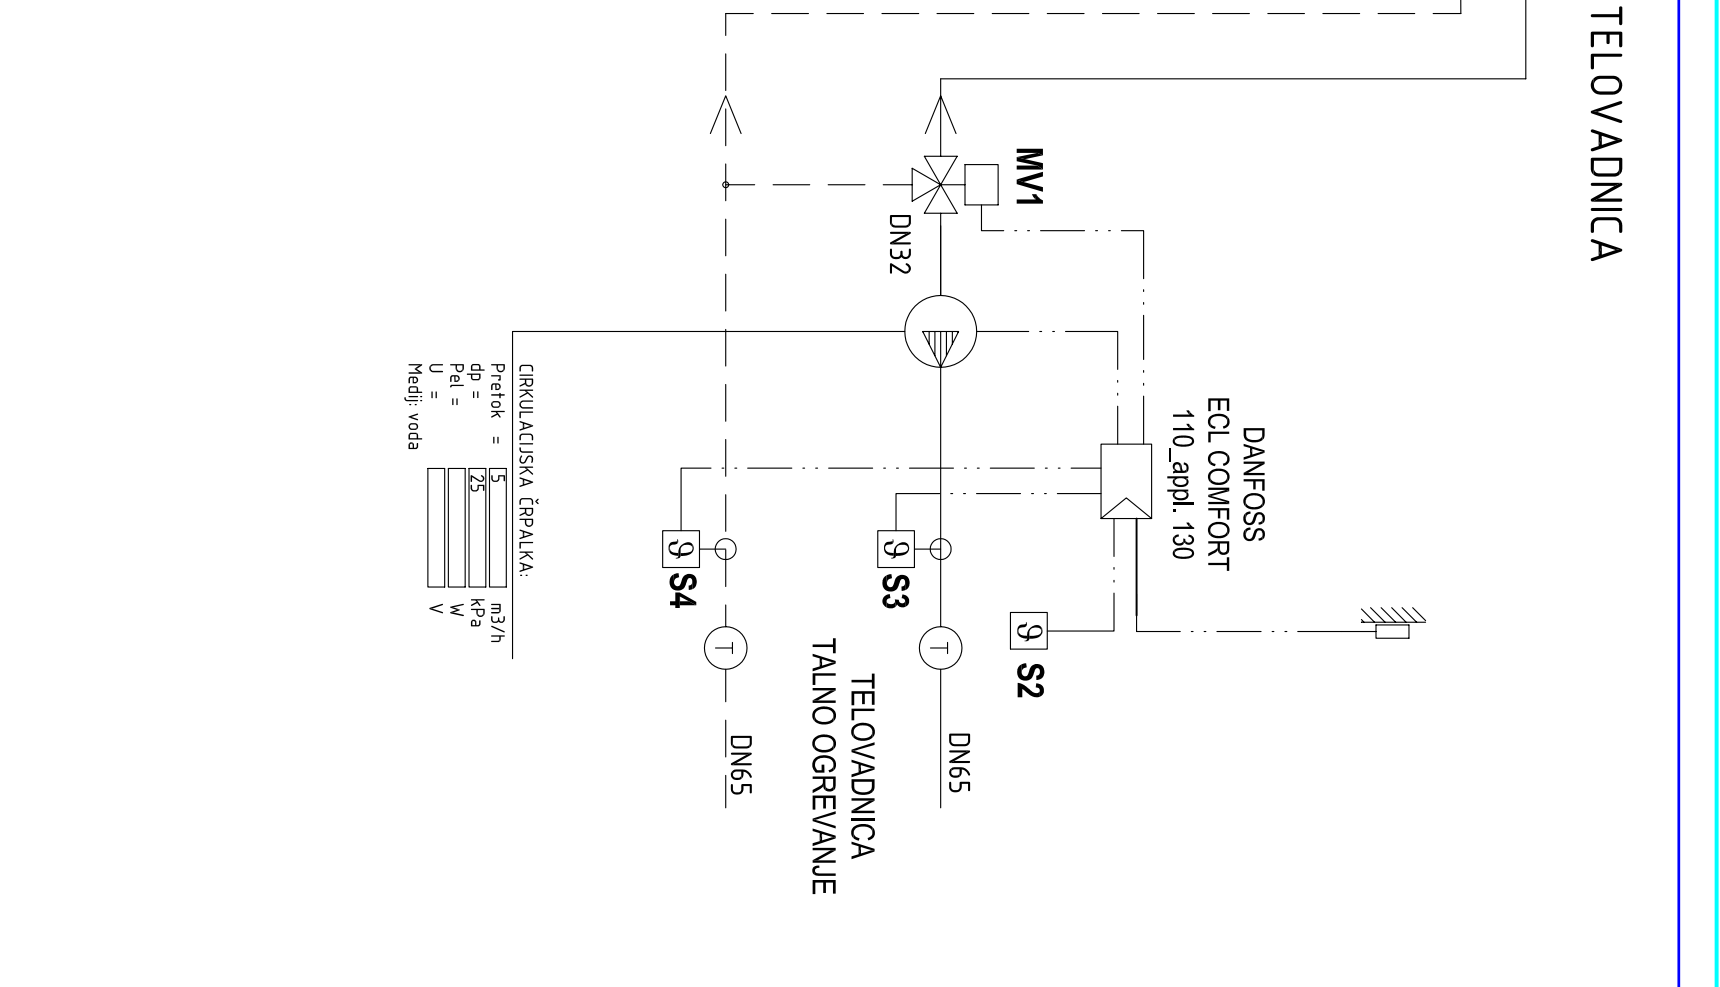 TELOVADNICA
MV1
DN32
DANFOSS
ECL COMFORT
110_appl. 130
CIRKULACIJSKA ČRPALKA:
Pretok = 5 m3/h
dp = 25 kPa
Pel = W
U = V
Medij: voda
ϑ S4
ϑ S3
ϑ S2
T
T
TELOVADNICA
TALNO OGREVANJE
DN65
DN65